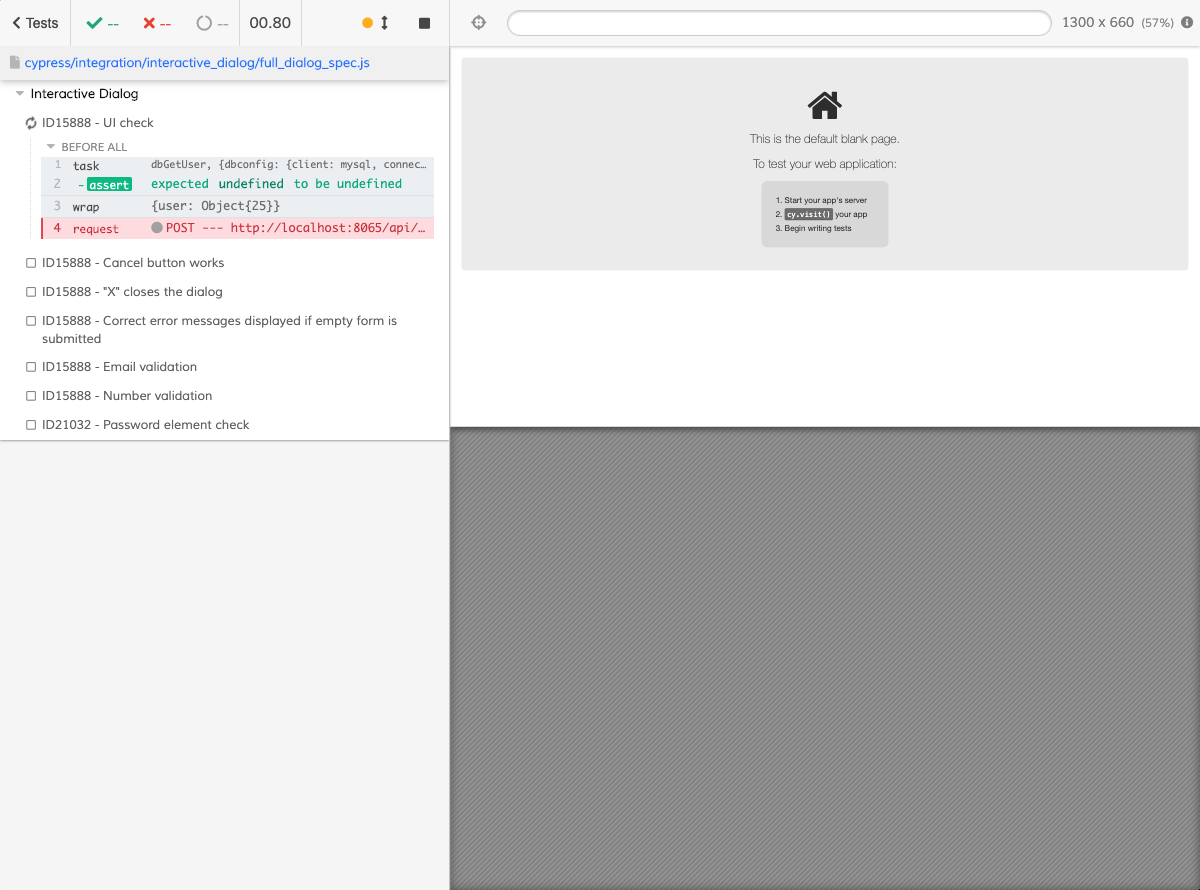 Tests -- -- -- 00.80
cypress/integration/interactive_dialog/full_dialog_spec.js
Interactive Dialog
ID15888 - UI check
BEFORE ALL
1 task dbGetUser, {dbconfig: {client: mysql, connec…
2 - assert expected undefined to be undefined
3 wrap {user: Object{25}}
4 request POST --- http://localhost:8065/api/…
ID15888 - Cancel button works
ID15888 - "X" closes the dialog
ID15888 - Correct error messages displayed if empty form is
submitted
ID15888 - Email validation
ID15888 - Number validation
ID21032 - Password element check
1300 x 660 (57%)
This is the default blank page.
To test your web application:
1. Start your app's server
2. cy.visit() your app
3. Begin writing tests